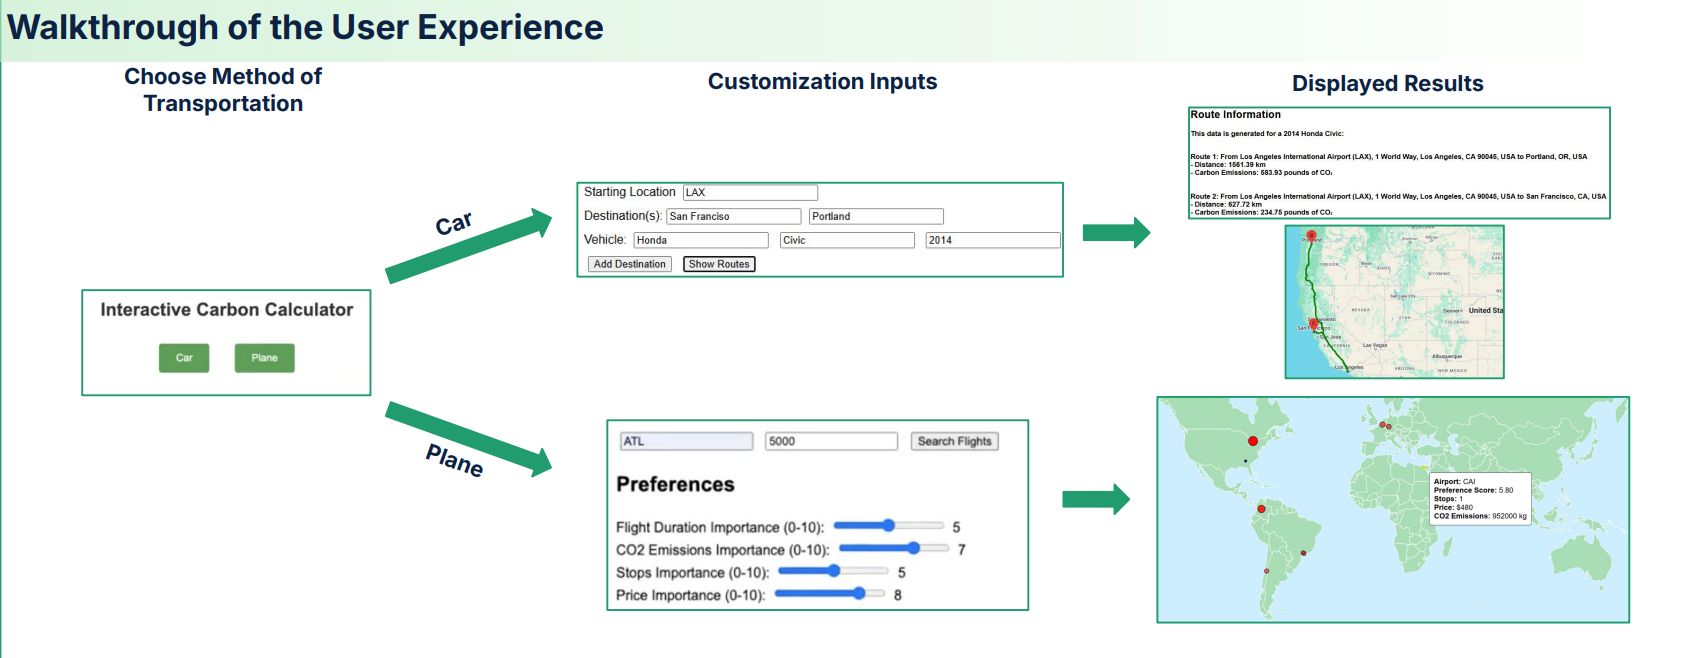 Walkthrough of the User Experience
Choose Method of
Transportation
Customization Inputs
Displayed Results
Interactive Carbon Calculator
Car
Plane
Car
Plane
Starting Location LAX
Destination(s): San Franciso Portland
Vehicle: Honda Civic 2014
Add Destination Show Routes
ATL 5000 Search Flights
Preferences
Flight Duration Importance (0-10): 5
CO2 Emissions Importance (0-10): 7
Stops Importance (0-10): 5
Price Importance (0-10): 8
Route Information
This data is generated for a 2014 Honda Civic:
Route 1: From Los Angeles International Airport (LAX), 1 World Way, Los Angeles, CA 90045, USA to Portland, OR, USA
- Distance: 1561.39 km
- Carbon Emissions: 583.93 pounds of CO₂
Route 2: From Los Angeles International Airport (LAX), 1 World Way, Los Angeles, CA 90045, USA to San Francisco, CA, USA
- Distance: 627.72 km
- Carbon Emissions: 234.75 pounds of CO₂
OREGON
IDAHO
WYOMING
Salt Lake City
NEVADA
UTAH
Denver
COLORADO
United Sta
San Jose
CALIFORNIA
Las Vegas
Albuquerque
Los Angeles
ARIZONA
NEW MEXICO
Airport: CAI
Preference Score: 5.80
Stops: 1
Price: $480
CO2 Emissions: 952000 kg